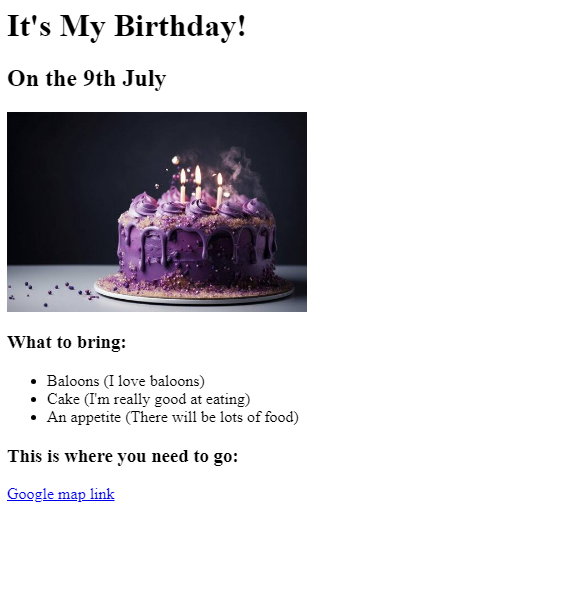 It's My Birthday!
On the 9th July
What to bring:
Baloons (I love baloons)
Cake (I'm really good at eating)
An appetite (There will be lots of food)
This is where you need to go:
Google map link